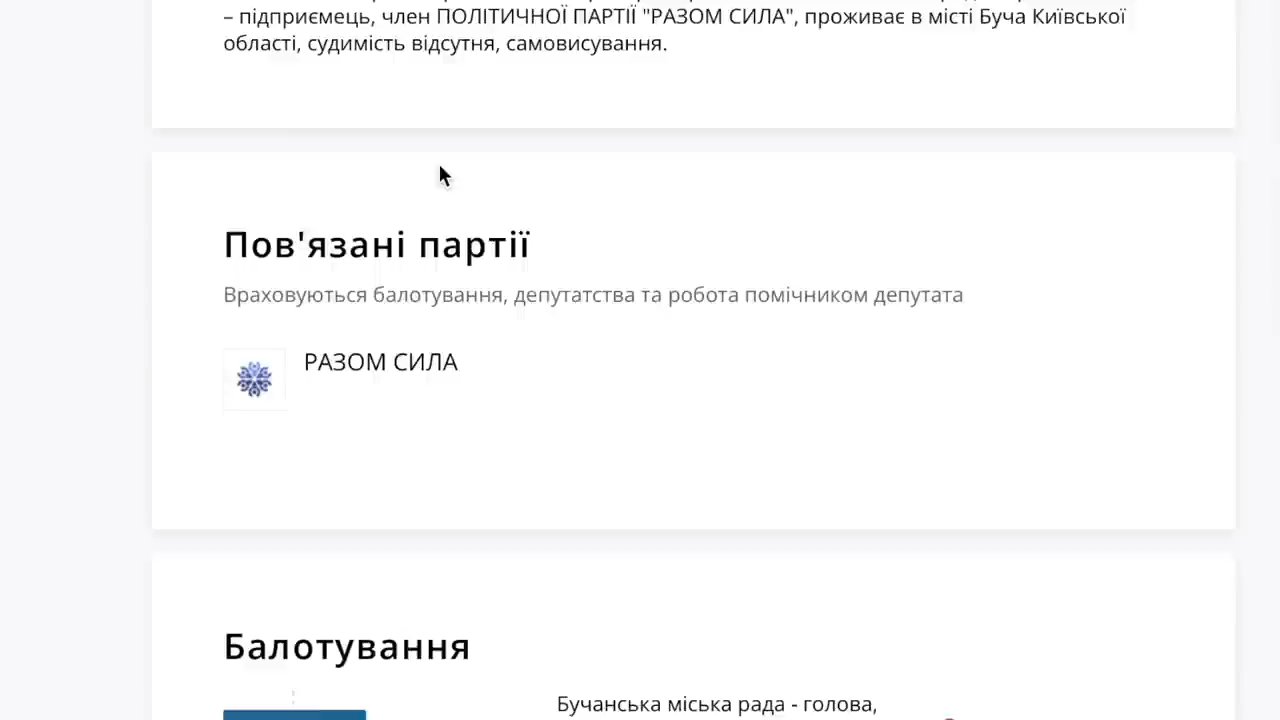 – підприємець, член ПОЛІТИЧНОЇ ПАРТІЇ "РАЗОМ СИЛА", проживає в місті Буча Київської
області, судимість відсутня, самовисування.
Пов'язані партії
Враховуються балотування, депутатства та робота помічником депутата
РАЗОМ СИЛА
Балотування
Бучанська міська рада - голова,